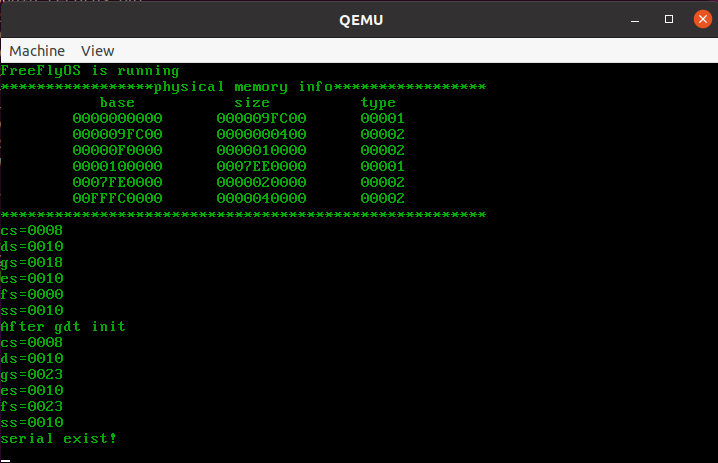 QEMU
Machine View
FreeFlyOS is running
*****************physical memory info*****************
base size type
0000000000 000009FC00 00001
000009FC00 0000000400 00002
00000F0000 0000010000 00002
0000100000 0007EE0000 00001
0007FE0000 0000020000 00002
00FFFC0000 0000040000 00002
******************************************************
cs=0008
ds=0010
gs=0018
es=0010
fs=0000
ss=0010
After gdt init
cs=0008
ds=0010
gs=0023
es=0010
fs=0023
ss=0010
serial exist!